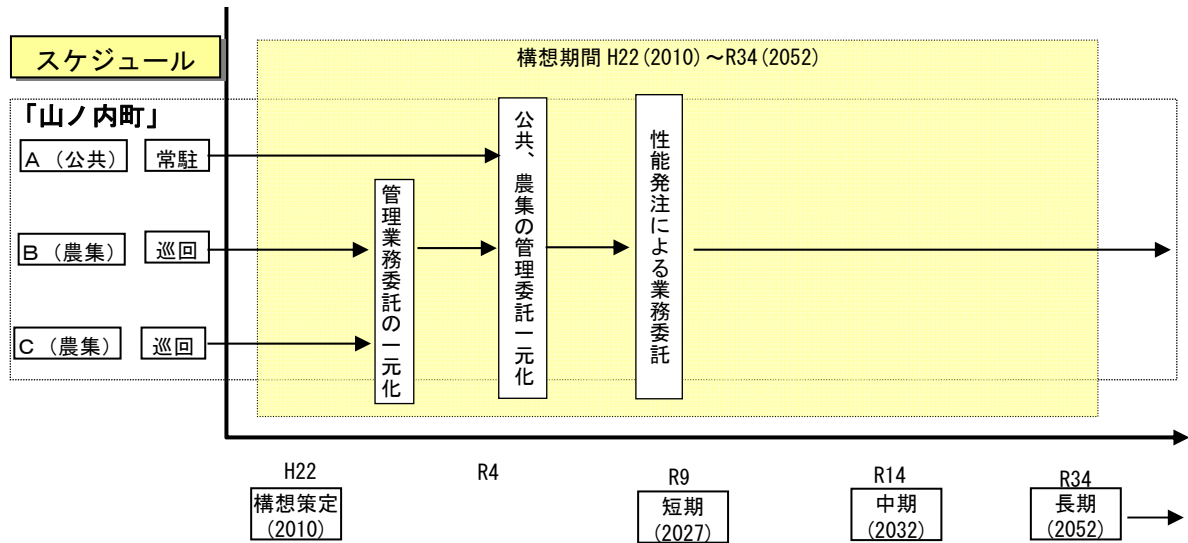 スケジュール
構想期間 H22(2010)～R34(2052)
「山ノ内町」
A (公共)
常駐
B (農集)
巡回
C (農集)
巡回
管理業務委託の一元化
公共、農集の管理委託一元化
性能発注による業務委託
H22
構想策定
(2010)
R4
R9
短期
(2027)
R14
中期
(2032)
R34
長期
(2052)